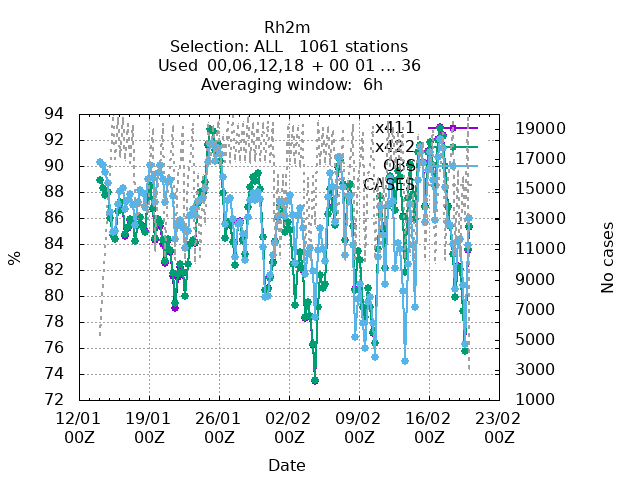 Rh2m
Selection: ALL   1061 stations
Used  00,06,12,18  + 00 01 ... 36
Averaging window:  6h
94
92
90
88
86
84
82
80
78
76
74
72
%
x411
x422
OBS
CASES
19000
17000
15000
13000
11000
9000
7000
5000
3000
1000
No cases
12/01 19/01 26/01 02/02 09/02 16/02 23/02
00Z 00Z 00Z 00Z 00Z 00Z 00Z
Date